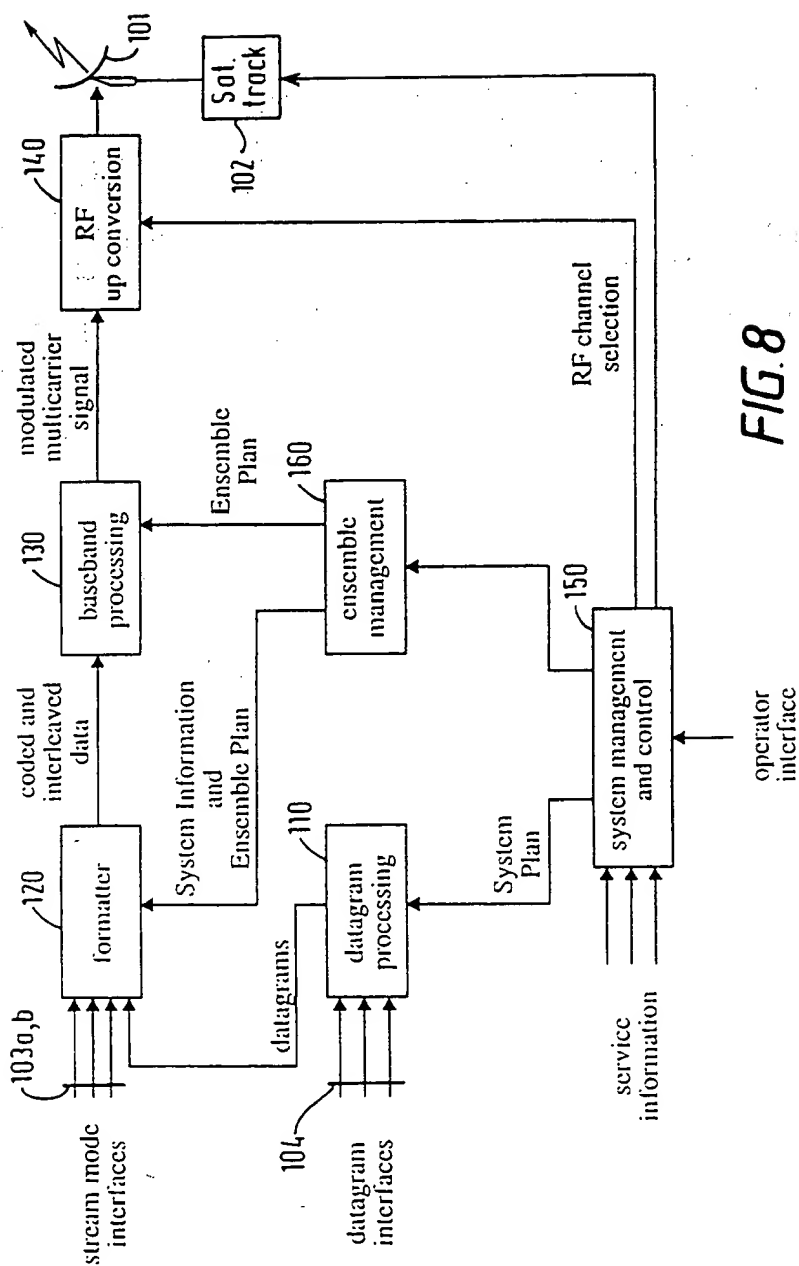 stream mode
interfaces
103a,b
120
formatter
coded and
interleaved
data
130
baseband
processing
modulated
multicarrier
signal
140
RF
up conversion
101
Sat.
track
102
System Information
and
Ensemble Plan
Ensemble
Plan
datagrams
datagram
interfaces
104
110
datagram
processing
160
ensemble
management
System
Plan
RF channel
selection
service
information
150
system management
and control
operator
interface
FIG. 8